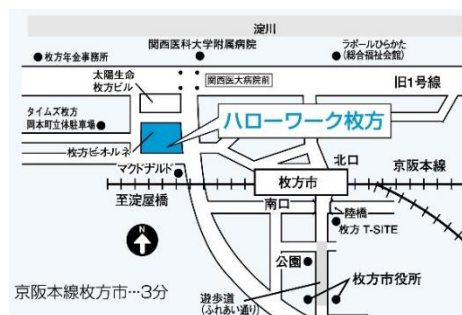 淀川
関西医科大学附属病院
ラポールひらかた
(総合福祉会館)
枚方年金事務所
太陽生命
枚方ビル
関西医大病院前
旧1号線
タイムズ枚方
岡本町立体駐車場
ハローワーク枚方
枚方ビオルネ
マクドナルド
北口
京阪本線
枚方市
至淀屋橋
南口
陸橋
枚方 T-SITE
N
公園
枚方市役所
京阪本線枚方市…3分
遊歩道
(ふれあい通り)